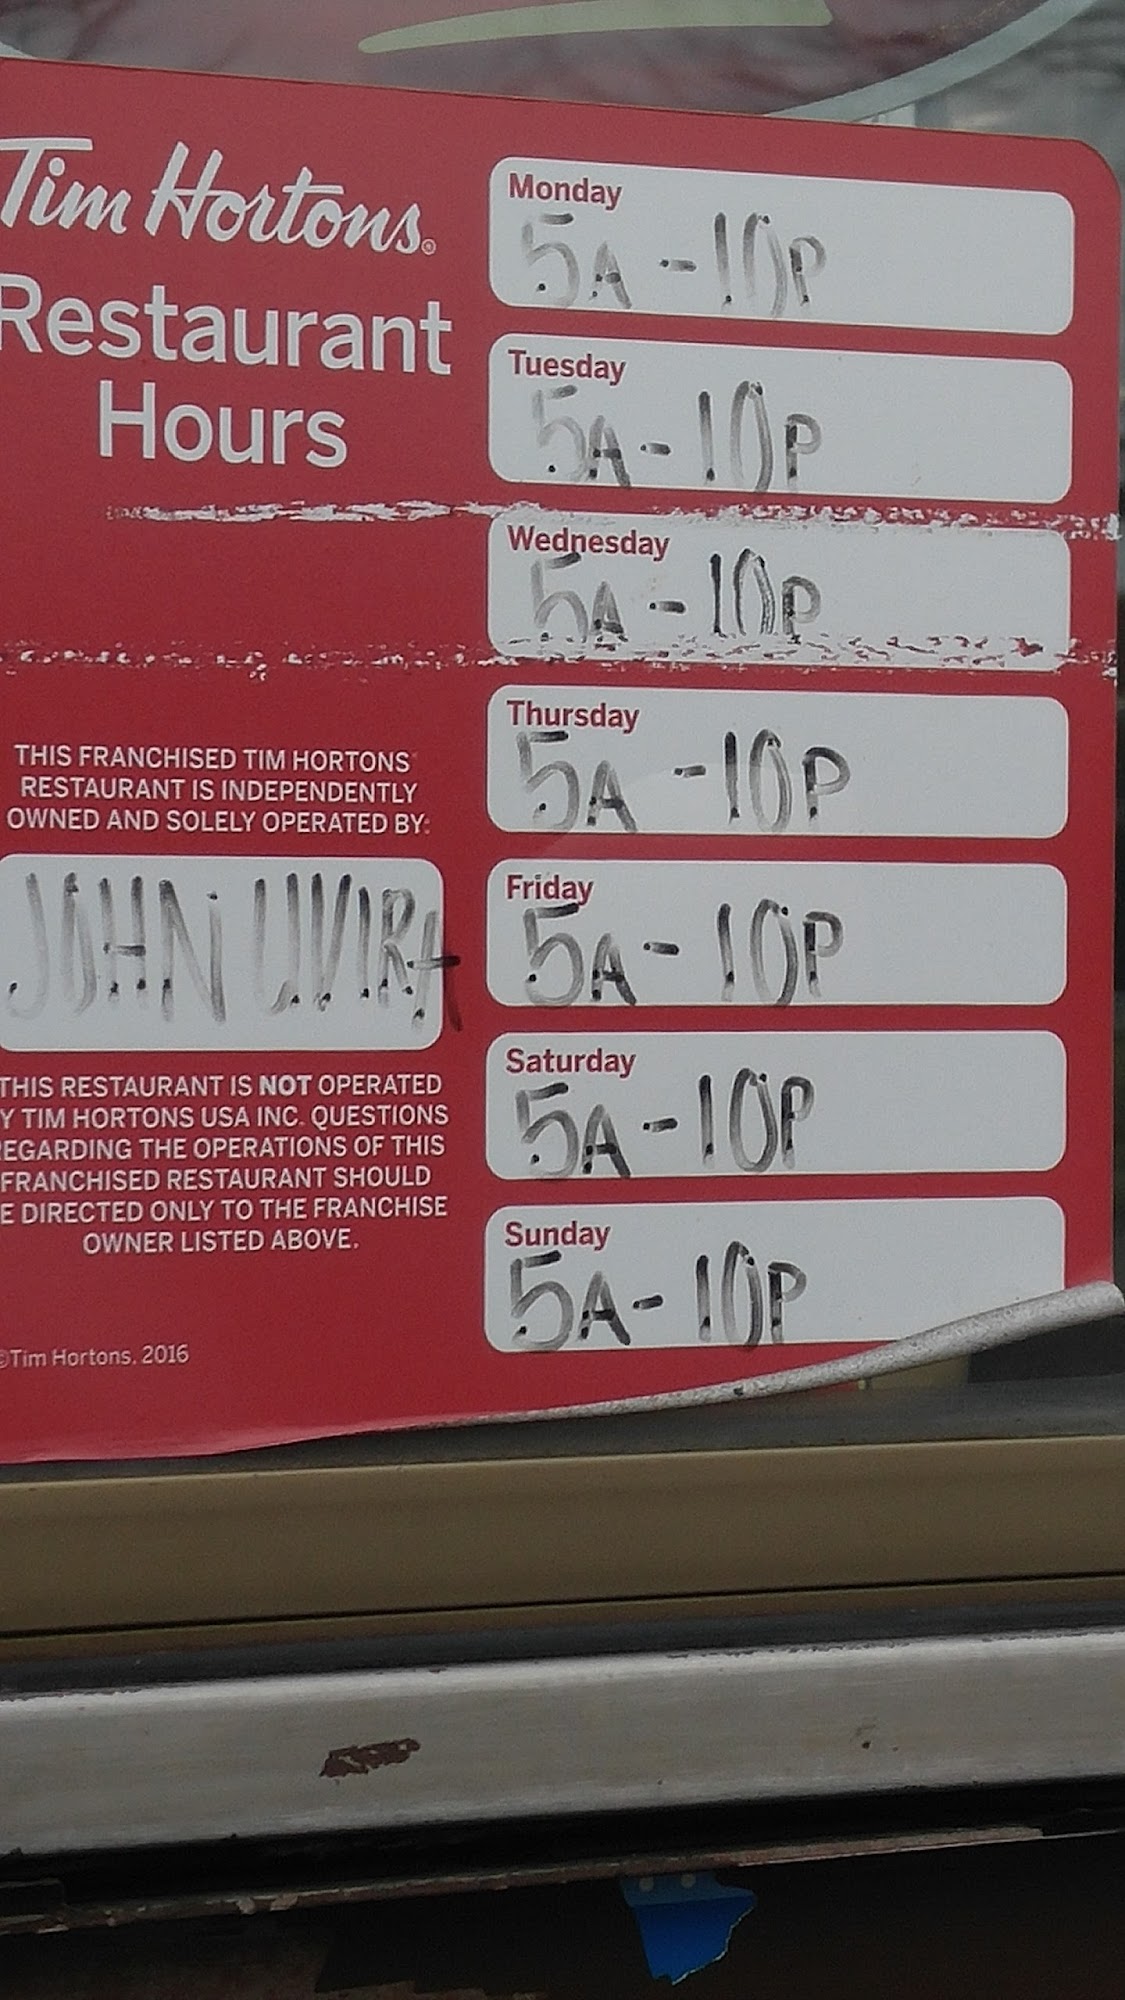 Tim Hortons®
Restaurant
Hours
THIS FRANCHISED TIM HORTONS
RESTAURANT IS INDEPENDENTLY
OWNED AND SOLELY OPERATED BY:
JOHN UVIRA
THIS RESTAURANT IS NOT OPERATED
Y TIM HORTONS USA INC. QUESTIONS
EGARDING THE OPERATIONS OF THIS
FRANCHISED RESTAURANT SHOULD
E DIRECTED ONLY TO THE FRANCHISE
OWNER LISTED ABOVE.
©Tim Hortons. 2016
Monday
5A - 10P
Tuesday
5A - 10P
Wednesday
5A - 10P
Thursday
5A - 10P
Friday
5A - 10P
Saturday
5A - 10P
Sunday
5A - 10P